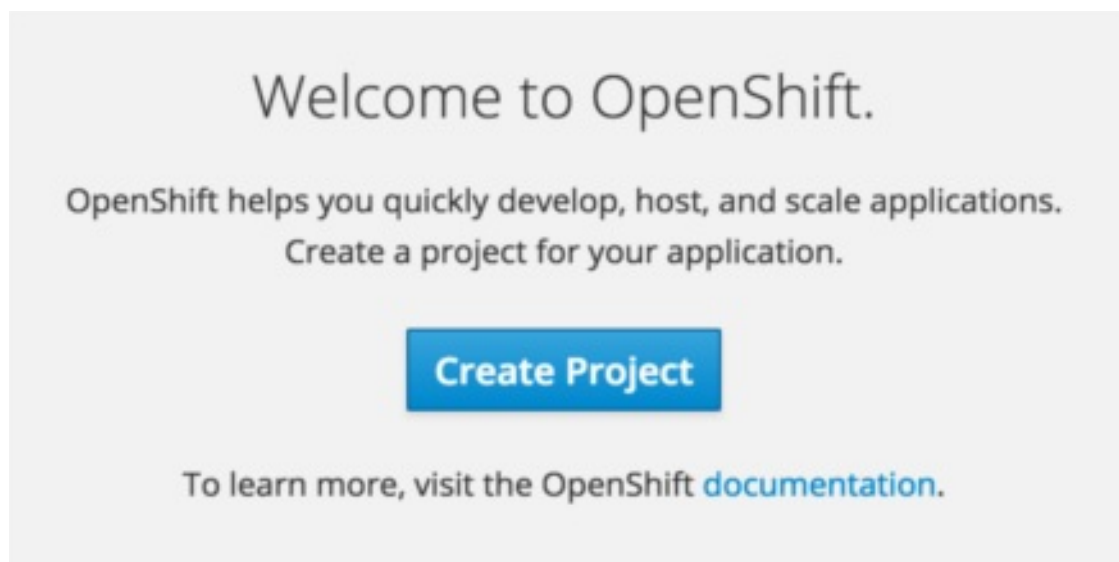 Welcome to OpenShift.
OpenShift helps you quickly develop, host, and scale applications.
Create a project for your application.
Create Project
To learn more, visit the OpenShift documentation.